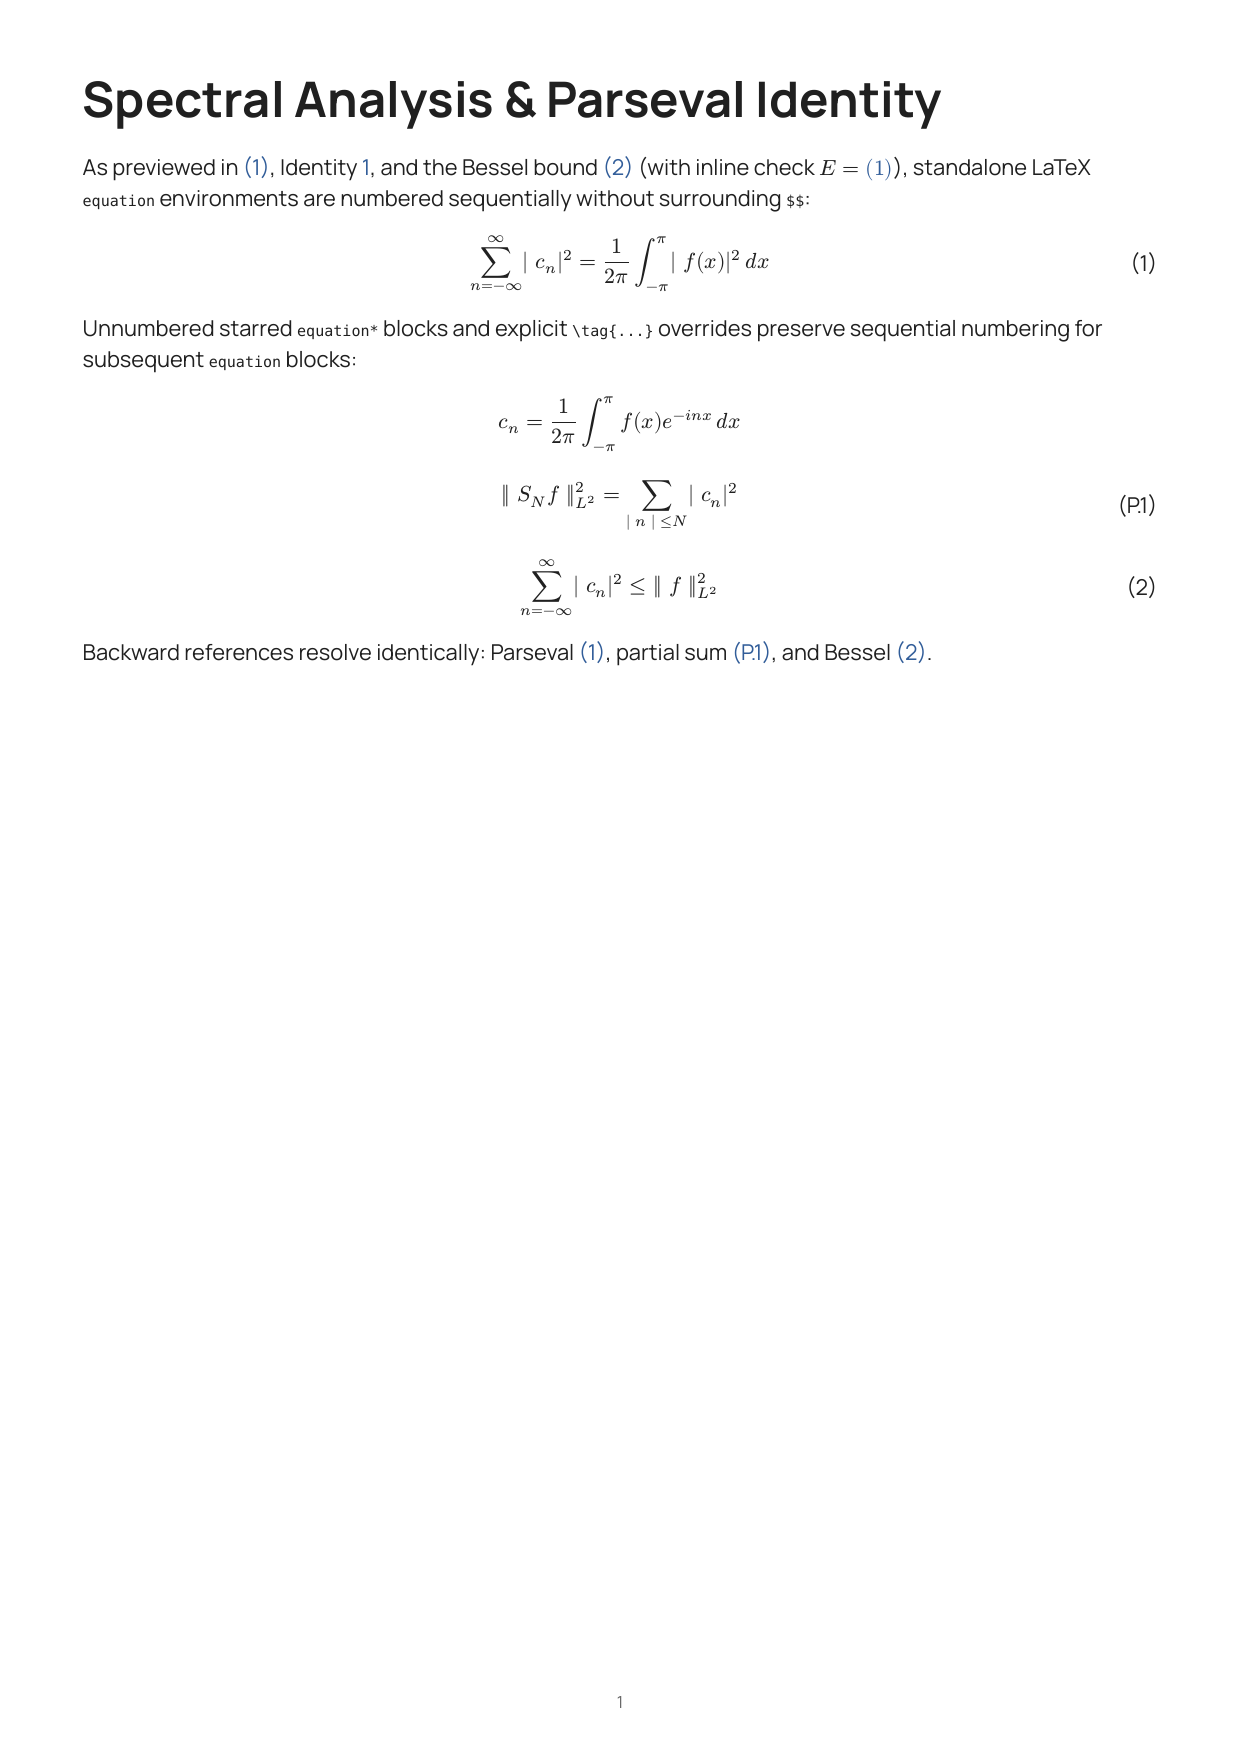 Spectral Analysis & Parseval Identity
As previewed in (1), Identity 1, and the Bessel bound (2) (with inline check E = (1)), standalone LaTeX
equation environments are numbered sequentially without surrounding $$:
∑_{n=−∞}^{∞} | c_n|² = \frac{1}{2π} ∫_{−π}^{π} | f(x)|² dx (1)
Unnumbered starred equation* blocks and explicit \tag{...} overrides preserve sequential numbering for
subsequent equation blocks:
c_n = \frac{1}{2π} ∫_{−π}^{π} f(x)e^{−inx} dx
‖ S_N f ‖²_{L²} = ∑_{| n | ≤N} | c_n|² (P.1)
∑_{n=−∞}^{∞} | c_n|² ≤ ‖ f ‖²_{L²} (2)
Backward references resolve identically: Parseval (1), partial sum (P.1), and Bessel (2).
1